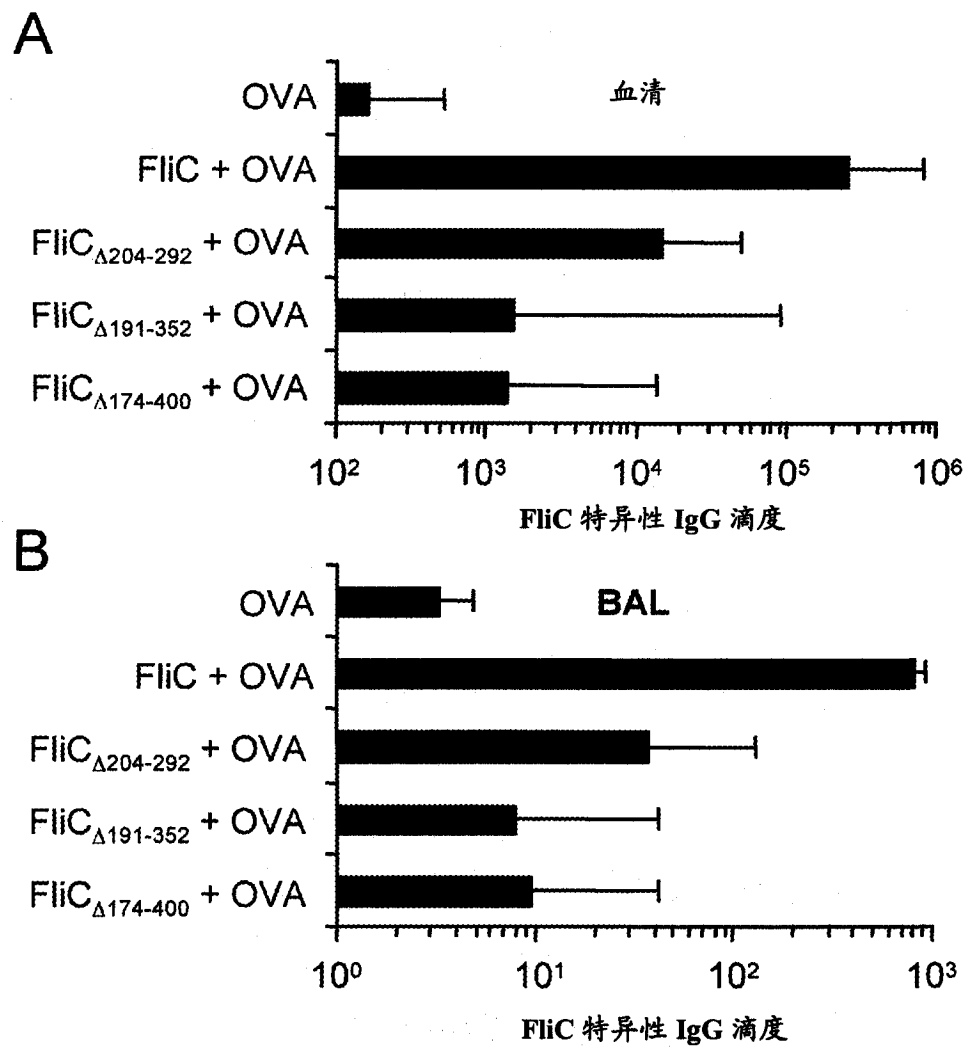 A
OVA
血清
FliC + OVA
FliCΔ204-292 + OVA
FliCΔ191-352 + OVA
FliCΔ174-400 + OVA
10² 10³ 10⁴ 10⁵ 10⁶
FliC 特异性 IgG 滴度
B
OVA
BAL
FliC + OVA
FliCΔ204-292 + OVA
FliCΔ191-352 + OVA
FliCΔ174-400 + OVA
10⁰ 10¹ 10² 10³
FliC 特异性 IgG 滴度